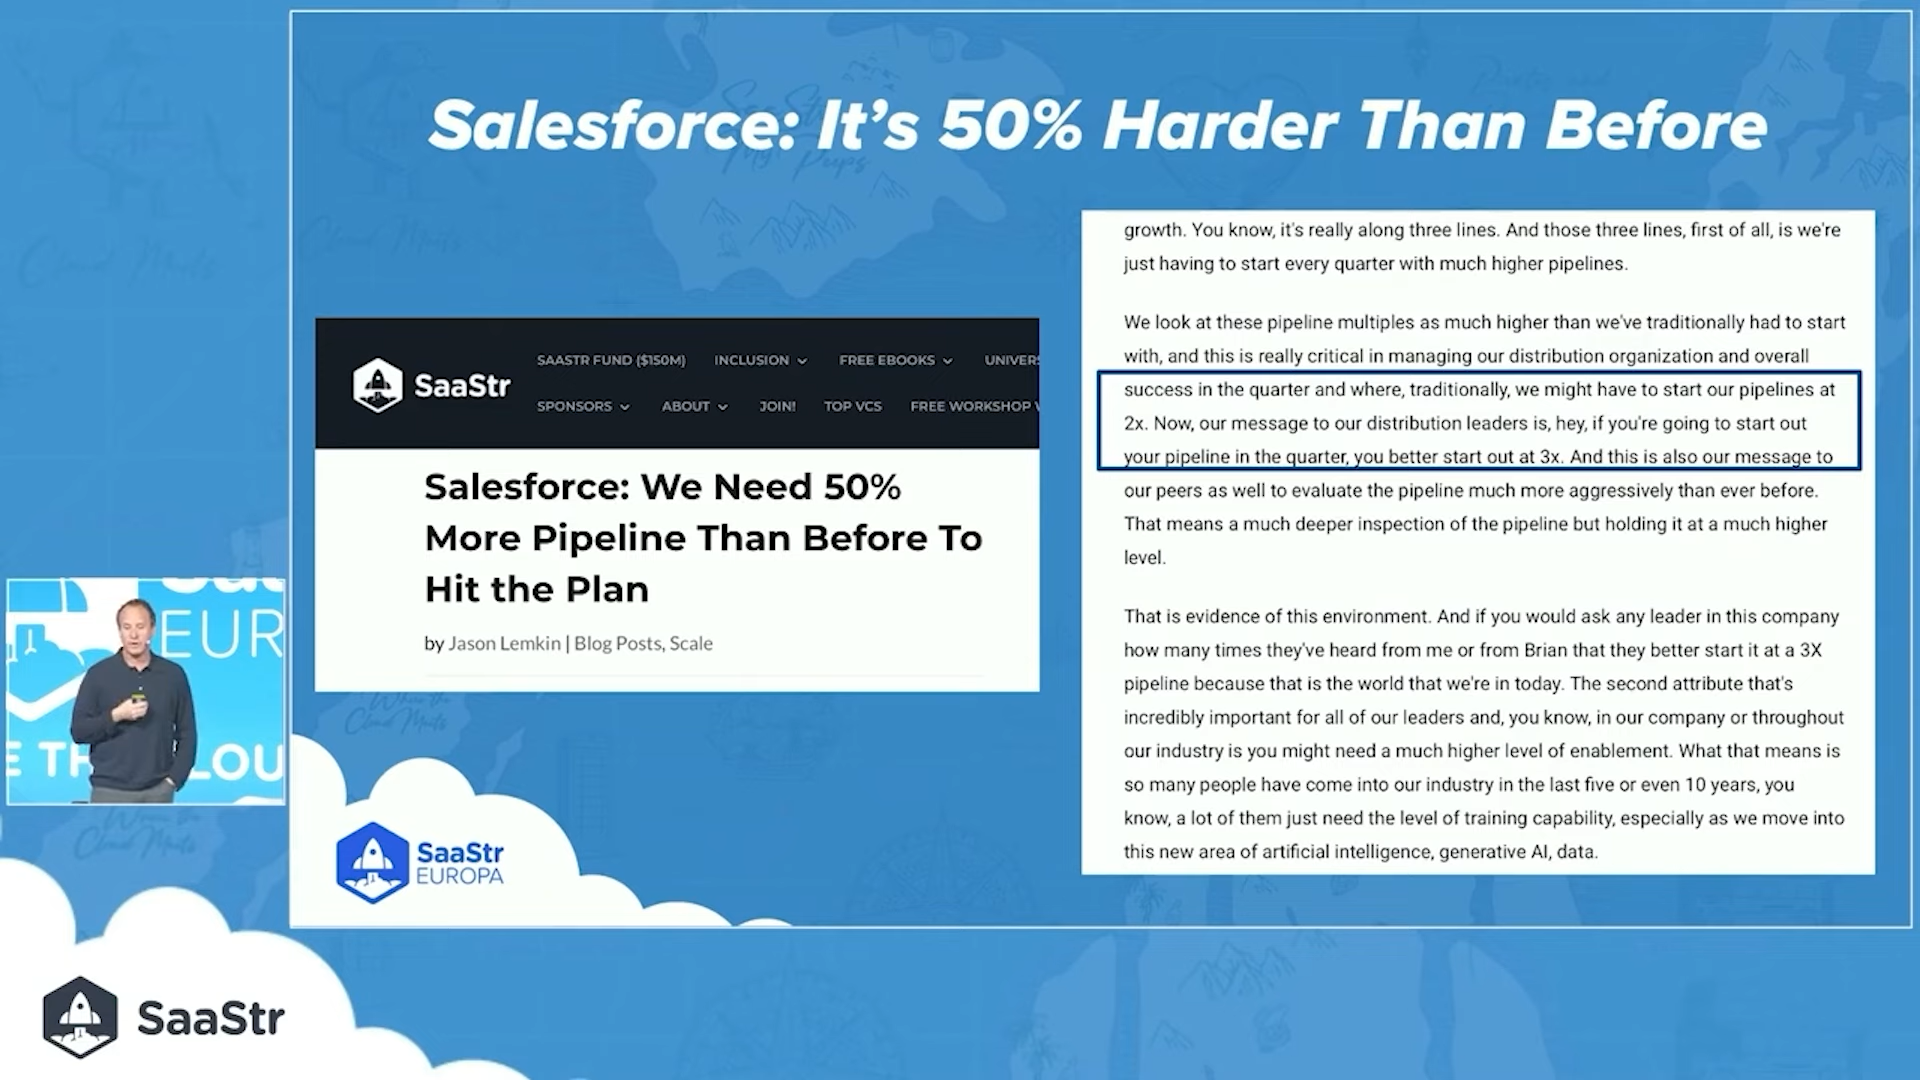 Salesforce: It's 50% Harder Than Before
growth. You know, it's really along three lines. And those three lines, first of all, is we're
just having to start every quarter with much higher pipelines.
We look at these pipeline multiples as much higher than we've traditionally had to start
with, and this is really critical in managing our distribution organization and overall
success in the quarter and where, traditionally, we might have to start our pipelines at
2x. Now, our message to our distribution leaders is, hey, if you're going to start out
your pipeline in the quarter, you better start out at 3x. And this is also our message to
our peers as well to evaluate the pipeline much more aggressively than ever before.
That means a much deeper inspection of the pipeline but holding it at a much higher
level.
That is evidence of this environment. And if you would ask any leader in this company
how many times they've heard from me or from Brian that they better start it at a 3X
pipeline because that is the world that we're in today. The second attribute that's
incredibly important for all of our leaders and, you know, in our company or throughout
our industry is you might need a much higher level of enablement. What that means is
so many people have come into our industry in the last five or even 10 years, you
know, a lot of them just need the level of training capability, especially as we move into
this new area of artificial intelligence, generative AI, data.
SaaStr
SAASTR FUND ($150M) INCLUSION FREE EBOOKS UNIVERS
SPONSORS ABOUT JOIN! TOP VCS FREE WORKSHOP W
Salesforce: We Need 50%
More Pipeline Than Before To
Hit the Plan
by Jason Lemkin | Blog Posts, Scale
EUR
E TH LOU
SaaStr
EUROPA
SaaStr